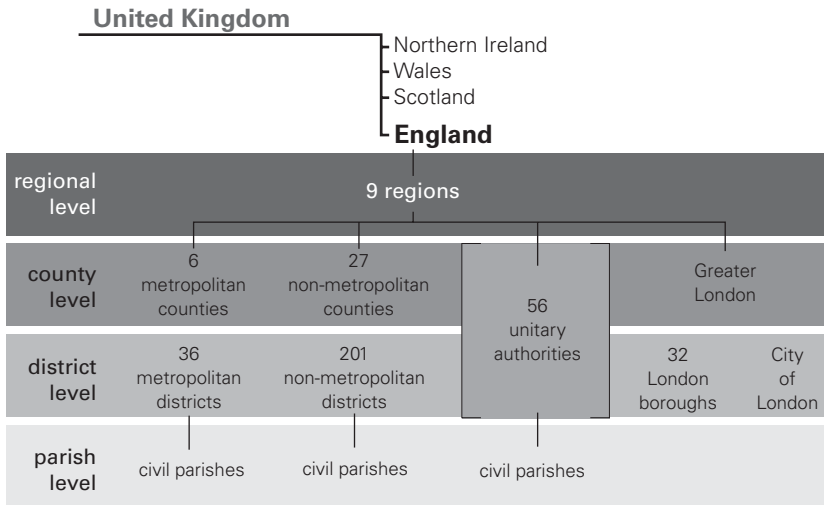 United Kingdom
Northern Ireland
Wales
Scotland
England
regional
level
9 regions
county
level
6
metropolitan
counties
27
non-metropolitan
counties
56
unitary
authorities
Greater
London
district
level
36
metropolitan
districts
201
non-metropolitan
districts
32
London
boroughs
City
of
London
parish
level
civil parishes
civil parishes
civil parishes